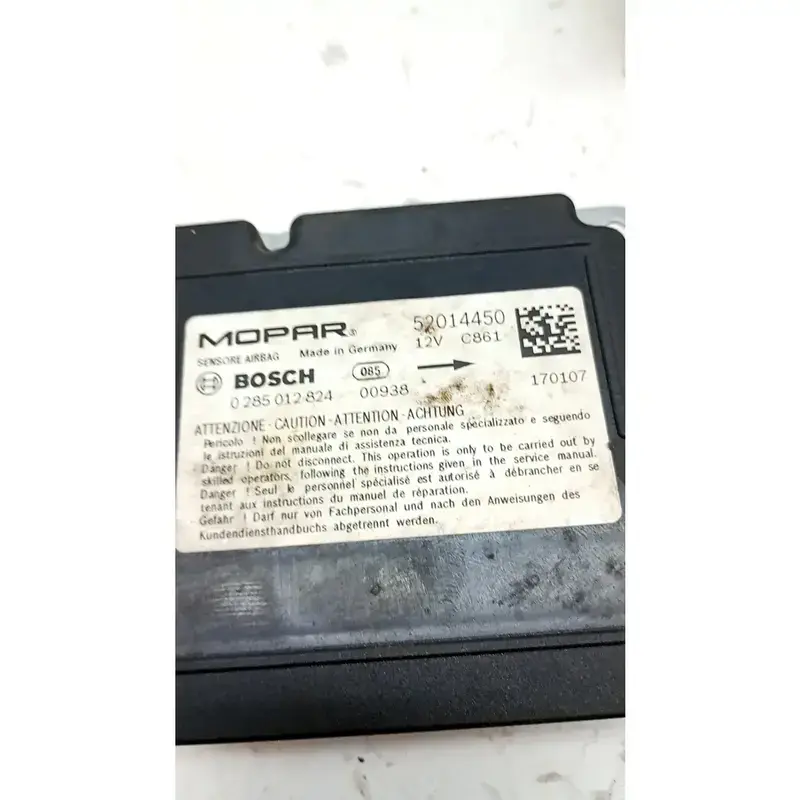 MOPAR® 52014450
SENSORE AIRBAG Made in Germany 12V C861
BOSCH 085
0 285 012 824 00938 170107
ATTENZIONE - CAUTION - ATTENTION - ACHTUNG
Pericolo ! Non scollegare se non da personale specializzato e seguendo
le istruzioni del manuale di assistenza tecnica.
Danger ! Do not disconnect. This operation is only to be carried out by
skilled operators, following the instructions given in the service manual.
Danger ! Seul le personnel spécialisé est autorisé à débrancher en se
tenant aux instructions du manuel de réparation.
Gefahr ! Darf nur von Fachpersonal und nach den Anweisungen des
Kundendiensthandbuchs abgetrennt werden.